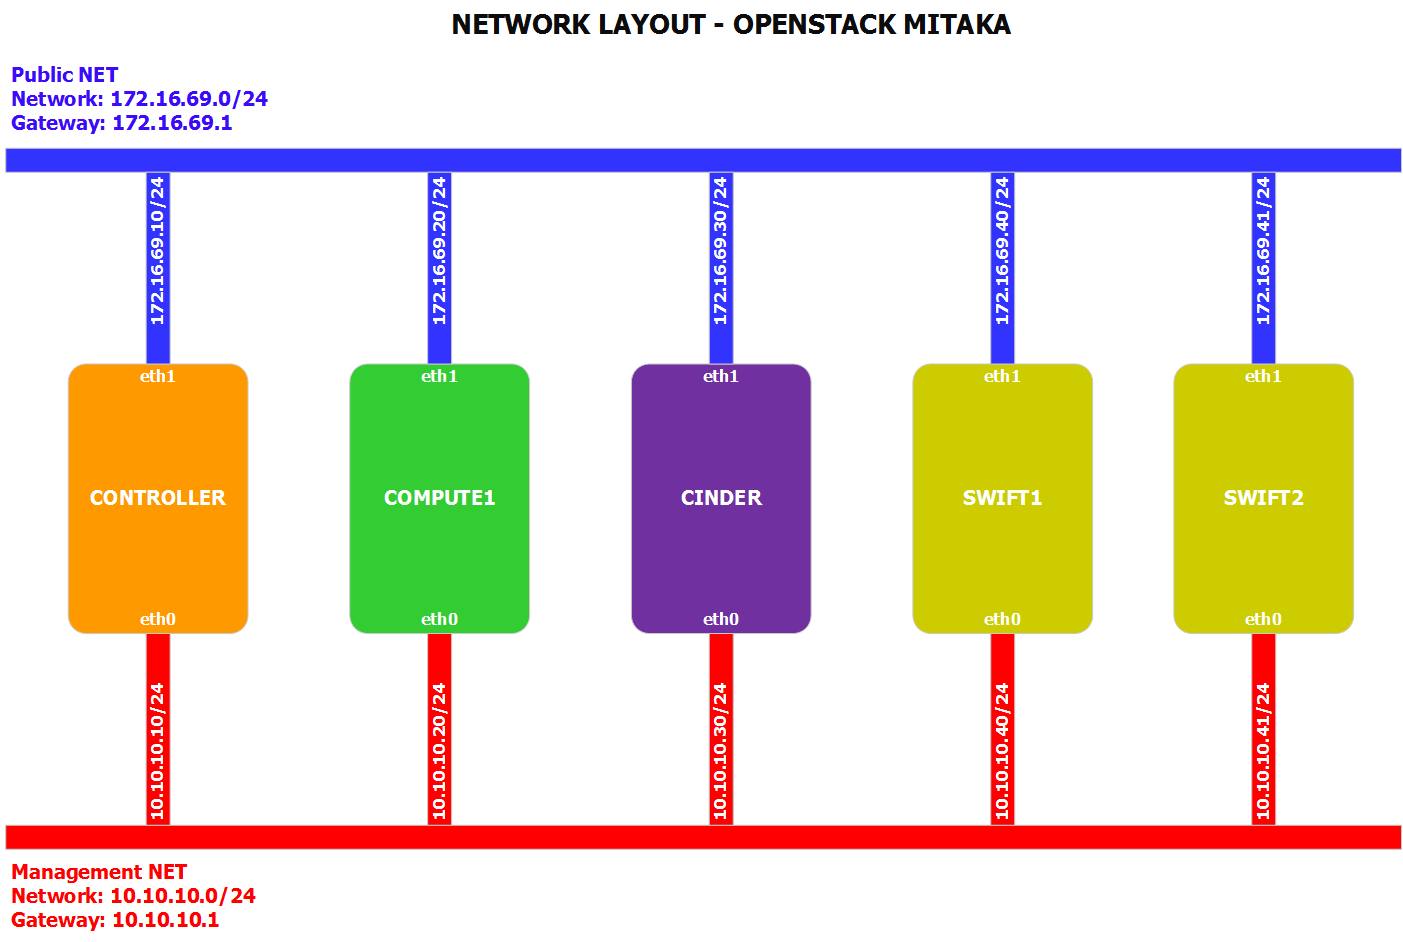 NETWORK LAYOUT - OPENSTACK MITAKA
Public NET
Network: 172.16.69.0/24
Gateway: 172.16.69.1
172.16.69.10/24
172.16.69.20/24
172.16.69.30/24
172.16.69.40/24
172.16.69.41/24
eth1
eth1
eth1
eth1
eth1
CONTROLLER
COMPUTE1
CINDER
SWIFT1
SWIFT2
eth0
eth0
eth0
eth0
eth0
10.10.10.10/24
10.10.10.20/24
10.10.10.30/24
10.10.10.40/24
10.10.10.41/24
Management NET
Network: 10.10.10.0/24
Gateway: 10.10.10.1